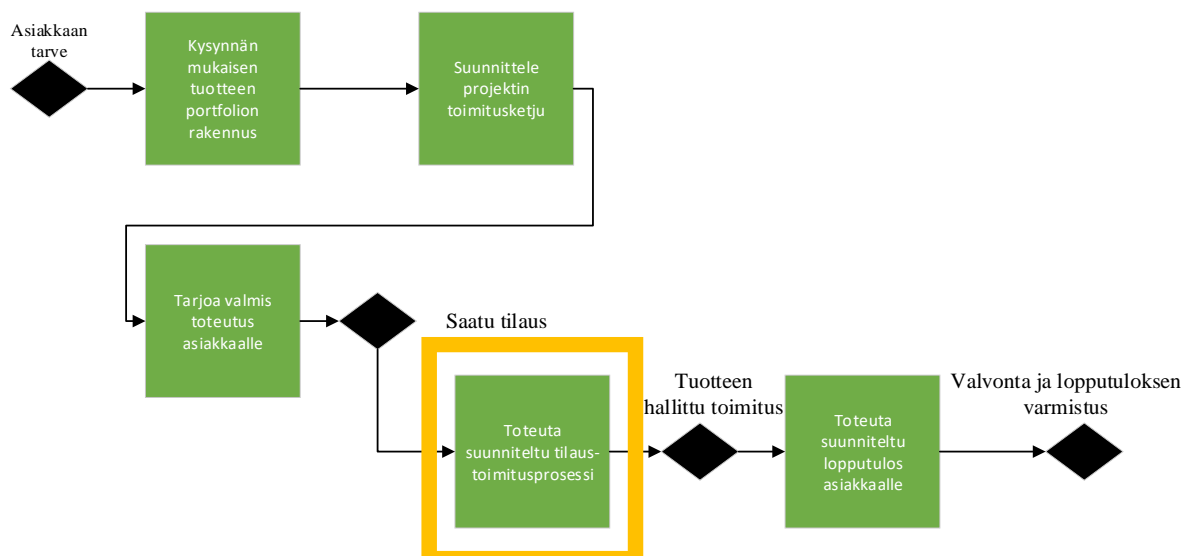 Asiakkaan
tarve
Kysynnän
mukaisen
tuotteen
portfolion
rakennus
Suunnittele
projektin
toimitusketju
Tarjoa valmis
toteutus
asiakkaalle
Saatu tilaus
Toteuta
suunniteltu tilaus-
toimitusprosessi
Tuotteen
hallittu toimitus
Toteuta
suunniteltu
lopputulos
asiakkaalle
Valvonta ja lopputuloksen
varmistus